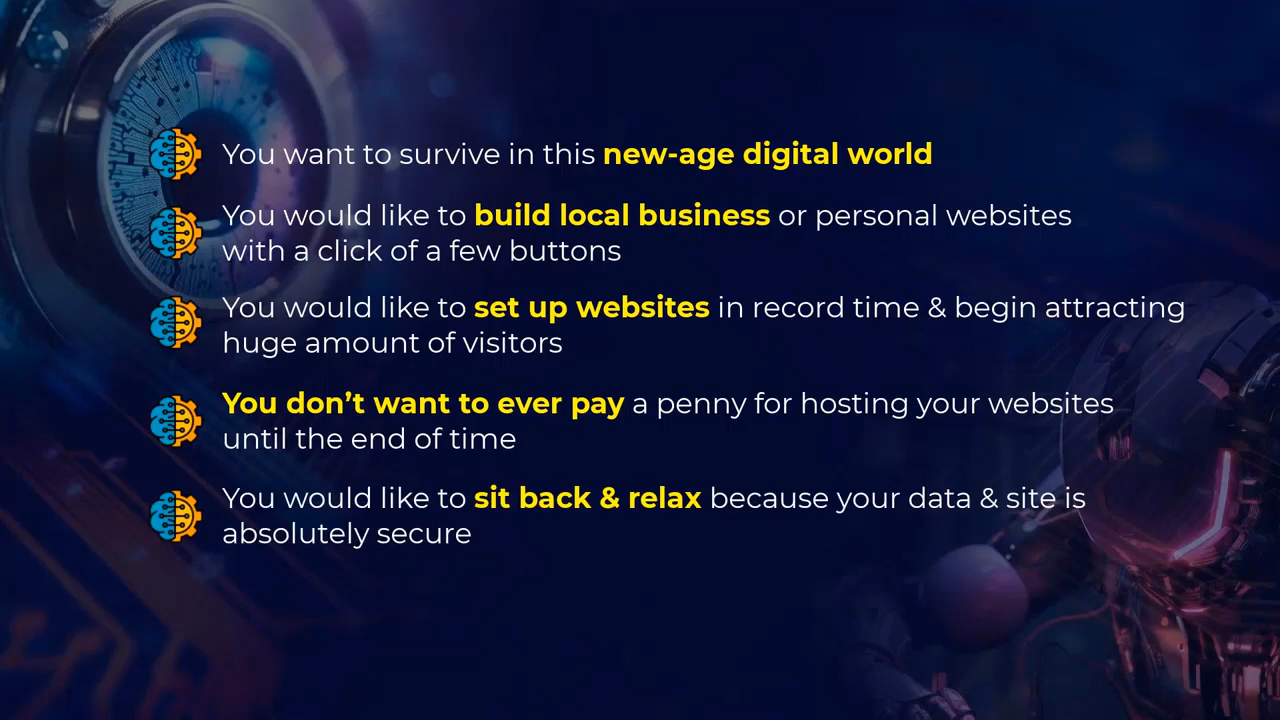 You want to survive in this new-age digital world
You would like to build local business or personal websites
with a click of a few buttons
You would like to set up websites in record time & begin attracting
huge amount of visitors
You don’t want to ever pay a penny for hosting your websites
until the end of time
You would like to sit back & relax because your data & site is
absolutely secure